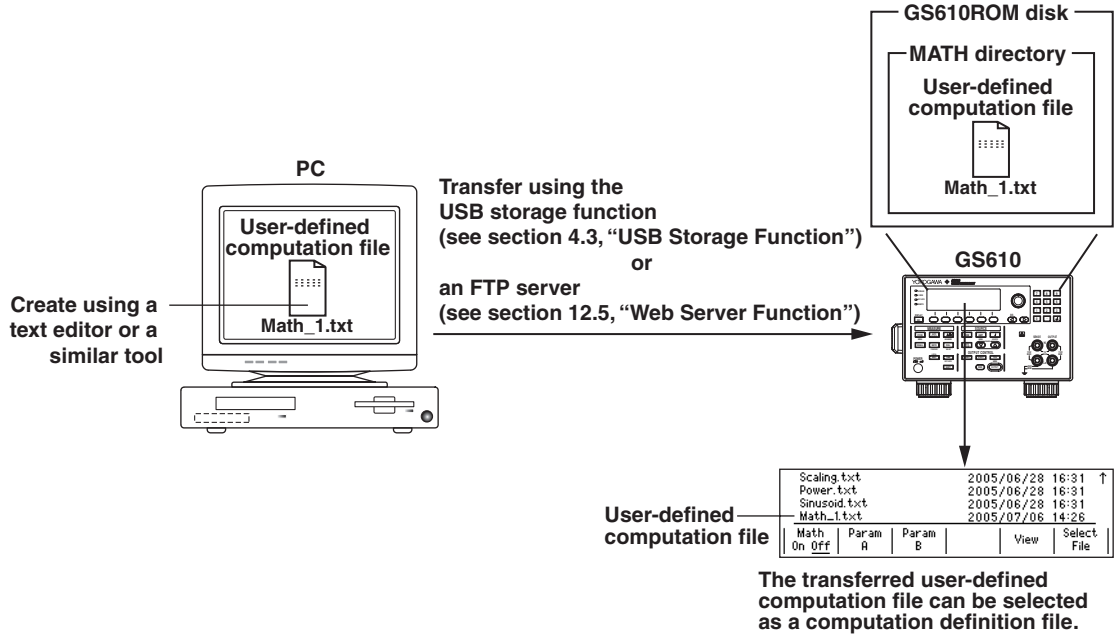 GS610ROM disk
MATH directory
User-defined
computation file
Math_1.txt
PC
User-defined
computation file
Math_1.txt
Create using a
text editor or a
similar tool
Transfer using the
USB storage function
(see section 4.3, “USB Storage Function”)
or
an FTP server
(see section 12.5, “Web Server Function”)
GS610
YOKOGAWA
Scaling.txt 2005/06/28 16:31 ↑
Power.txt 2005/06/28 16:31
Sinusoid.txt 2005/06/28 16:31
Math_1.txt 2005/07/06 14:26
User-defined
computation file
Math Param Param View Select
On Off A B File
The transferred user-defined
computation file can be selected
as a computation definition file.